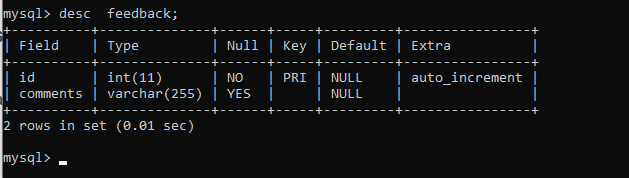 mysql> desc  feedback;
+----------+--------------+------+-----+---------+----------------+
| Field    | Type         | Null | Key | Default | Extra          |
+----------+--------------+------+-----+---------+----------------+
| id       | int(11)      | NO   | PRI | NULL    | auto_increment |
| comments | varchar(255) | YES  |     | NULL    |                |
+----------+--------------+------+-----+---------+----------------+
2 rows in set (0.01 sec)
mysql> _